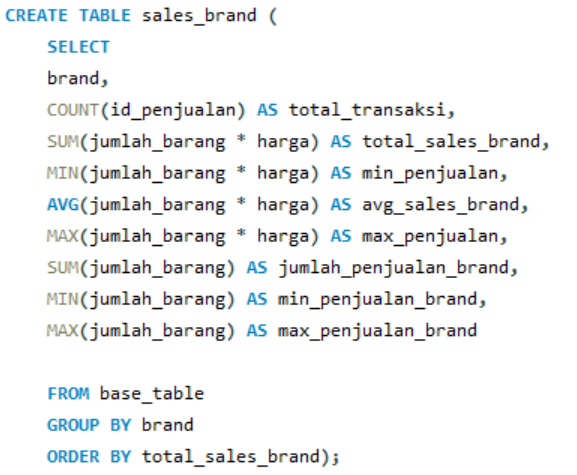 CREATE TABLE sales_brand (
SELECT
brand,
COUNT(id_penjualan) AS total_transaksi,
SUM(jumlah_barang * harga) AS total_sales_brand,
MIN(jumlah_barang * harga) AS min_penjualan,
AVG(jumlah_barang * harga) AS avg_sales_brand,
MAX(jumlah_barang * harga) AS max_penjualan,
SUM(jumlah_barang) AS jumlah_penjualan_brand,
MIN(jumlah_barang) AS min_penjualan_brand,
MAX(jumlah_barang) AS max_penjualan_brand
FROM base_table
GROUP BY brand
ORDER BY total_sales_brand);